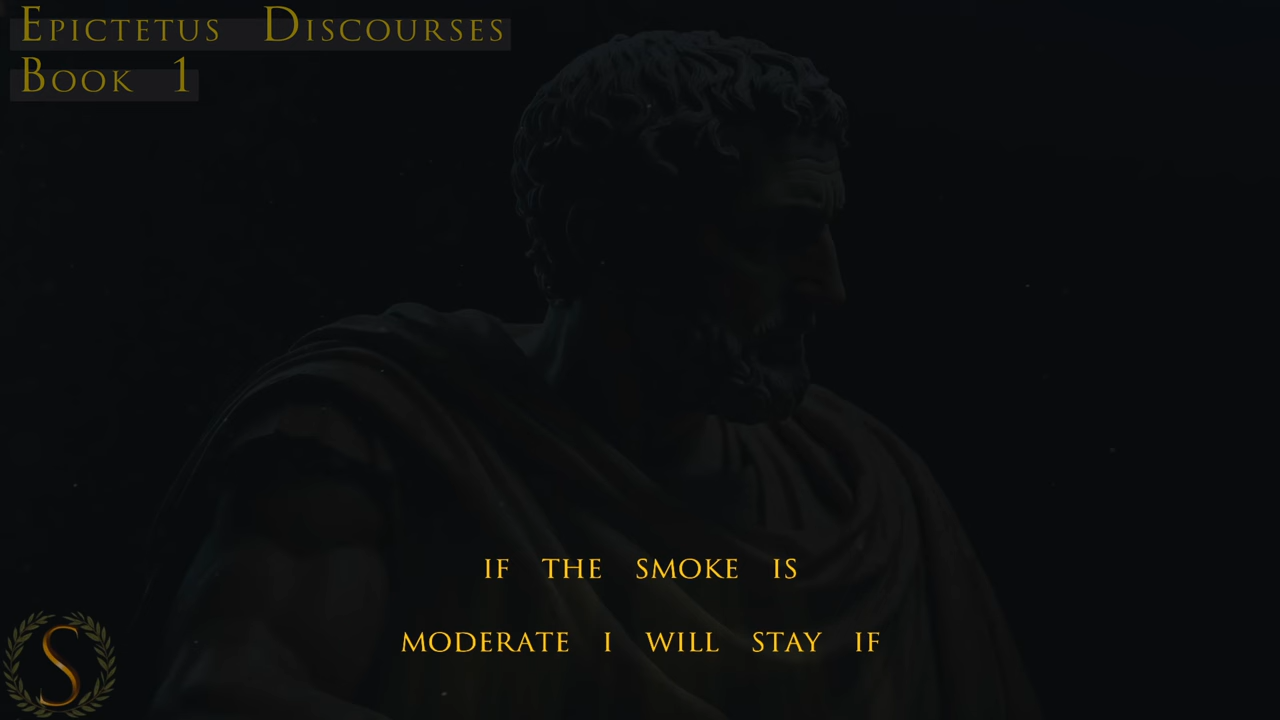 Epictetus Discourses
Book 1
IF THE SMOKE IS
MODERATE I WILL STAY IF
S